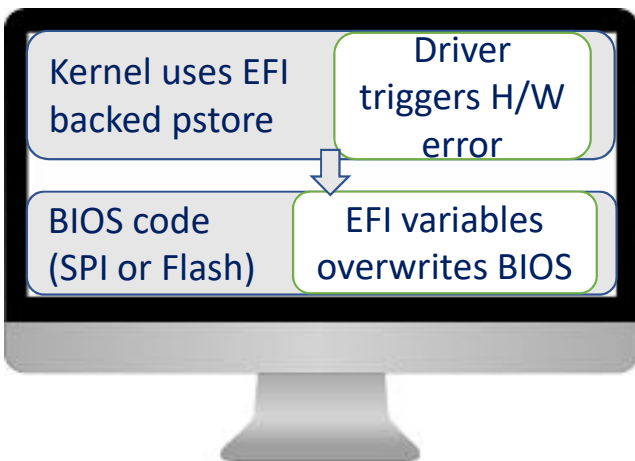 Kernel uses EFI
backed pstore
Driver
triggers H/W
error
BIOS code
(SPI or Flash)
EFI variables
overwrites BIOS